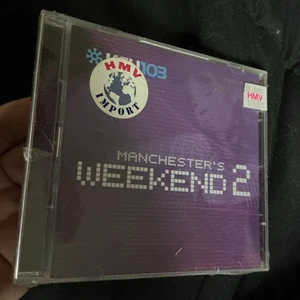 103
HMV
IMPORT
HMV
MANCHESTER'S
WEEKEND 2